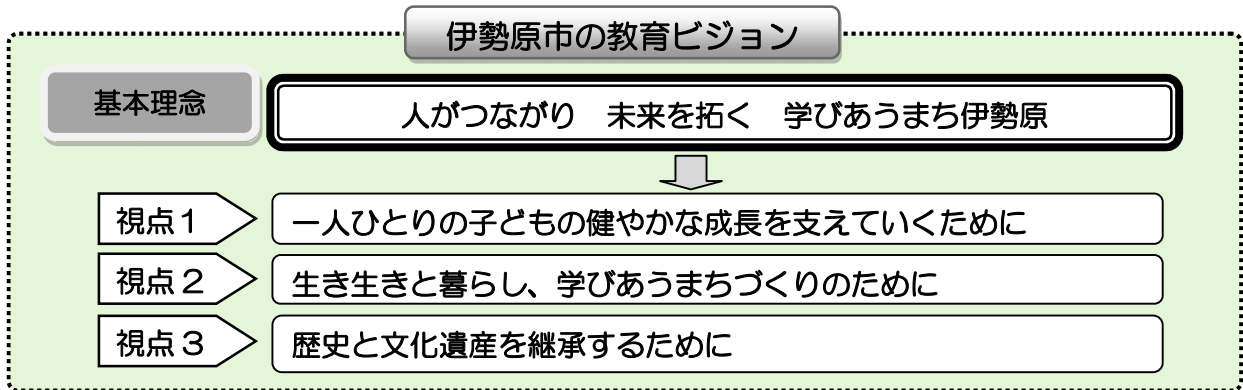 伊勢原市の教育ビジョン
基本理念
人がつながり　未来を拓く　学びあうまち伊勢原
視点１
一人ひとりの子どもの健やかな成長を支えていくために
視点２
生き生きと暮らし、学びあうまちづくりのために
視点３
歴史と文化遺産を継承するために